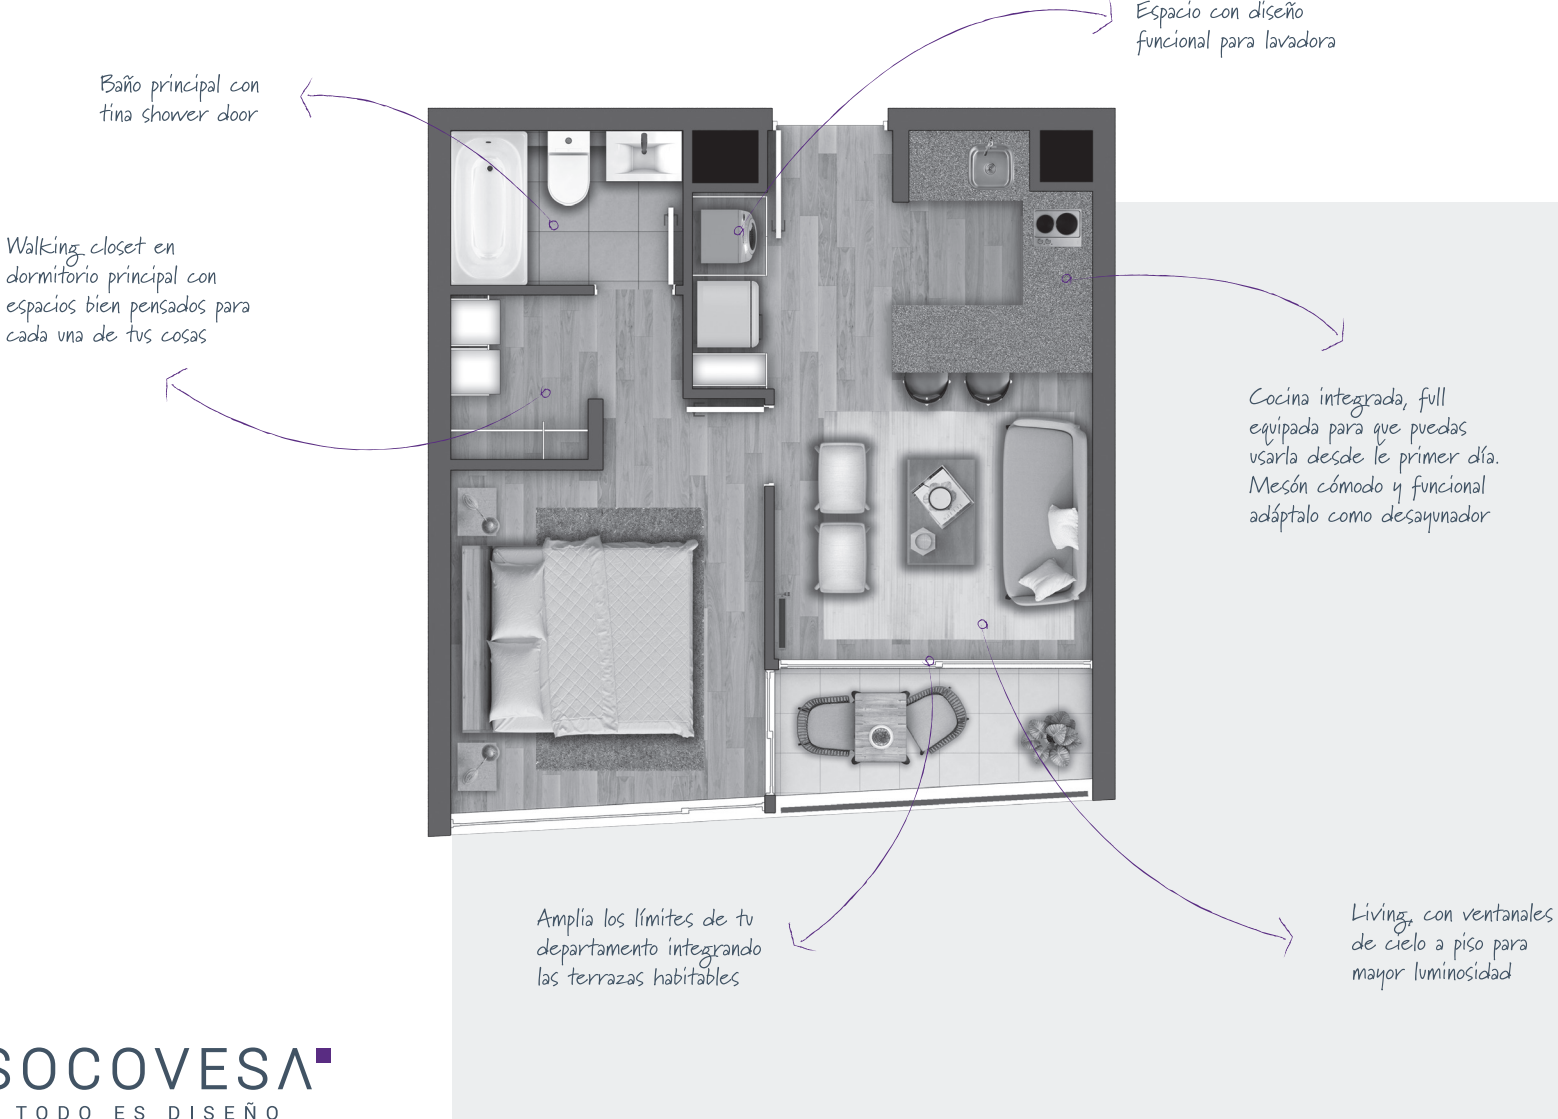 Espacio con diseño
funcional para lavadora
Baño principal con
tina shower door
Walking closet en
dormitorio principal con
espacios bien pensados para
cada una de tus cosas
Cocina integrada, full
equipada para que puedas
usarla desde le primer día.
Mesón cómodo y funcional
adáptalo como desayunador
Amplia los límites de tu
departamento integrando
las terrazas habitables
Living, con ventanales
de cielo a piso para
mayor luminosidad
SOCOVESA
TODO ES DISEÑO